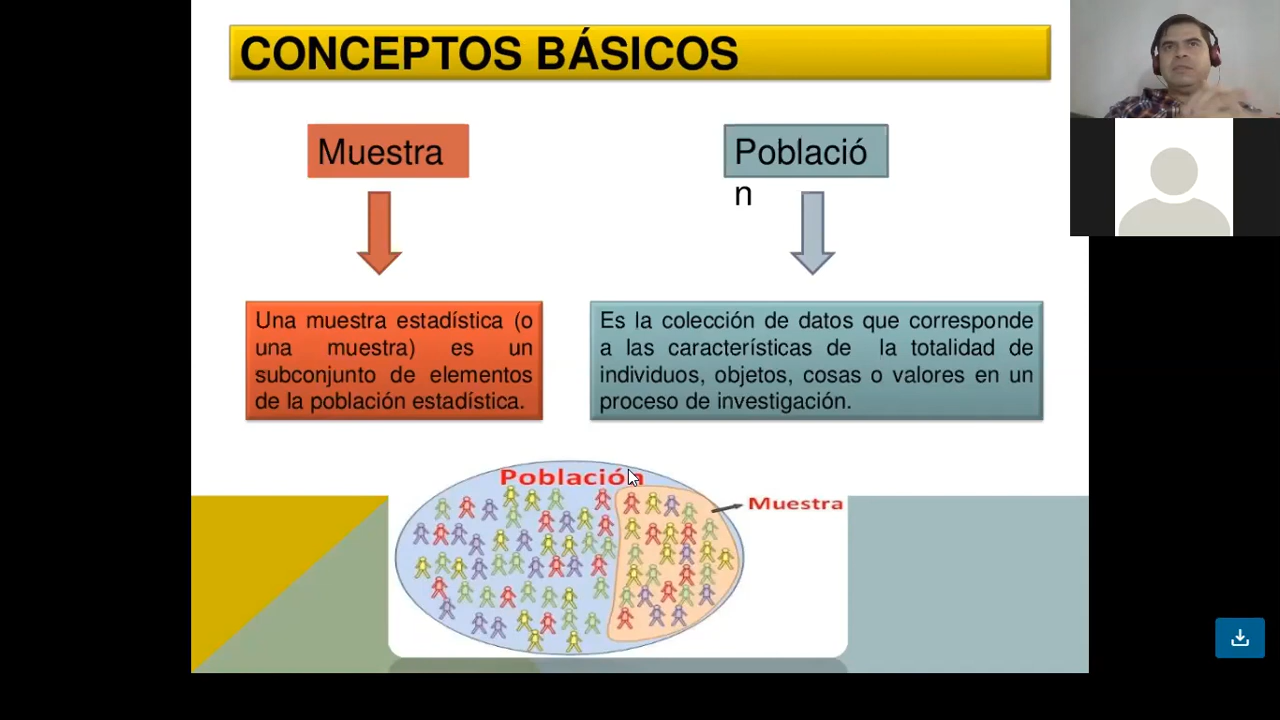 CONCEPTOS BÁSICOS
Muestra
Població
n
Una muestra estadística (o
una muestra) es un
subconjunto de elementos
de la población estadística.
Es la colección de datos que corresponde
a las características de la totalidad de
individuos, objetos, cosas o valores en un
proceso de investigación.
Población
Muestra